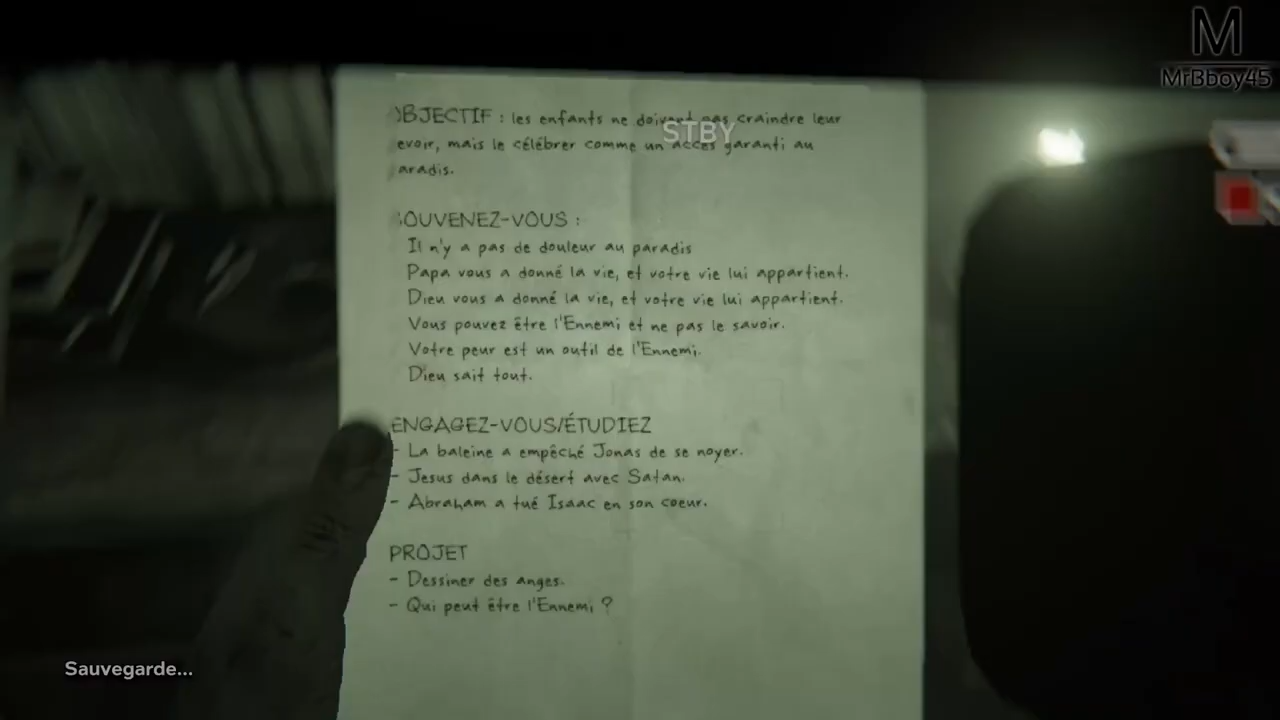 M
MrBboy45
OBJECTIF : les enfants ne doivent pas craindre leur
STBY
evoir, mais le célébrer comme un accès garanti au
aradis.
SOUVENEZ-VOUS :
Il n'y a pas de douleur au paradis
Papa vous a donné la vie, et votre vie lui appartient.
Dieu vous a donné la vie, et votre vie lui appartient.
Vous pouvez être l'Ennemi et ne pas le savoir.
Votre peur est un outil de l'Ennemi.
Dieu sait tout.
ENGAGEZ-VOUS/ÉTUDIEZ
- La baleine a empêché Jonas de se noyer.
- Jesus dans le désert avec Satan.
- Abraham a tué Isaac en son coeur.
PROJET
- Dessiner des anges.
- Qui peut être l'Ennemi ?
Sauvegarde...